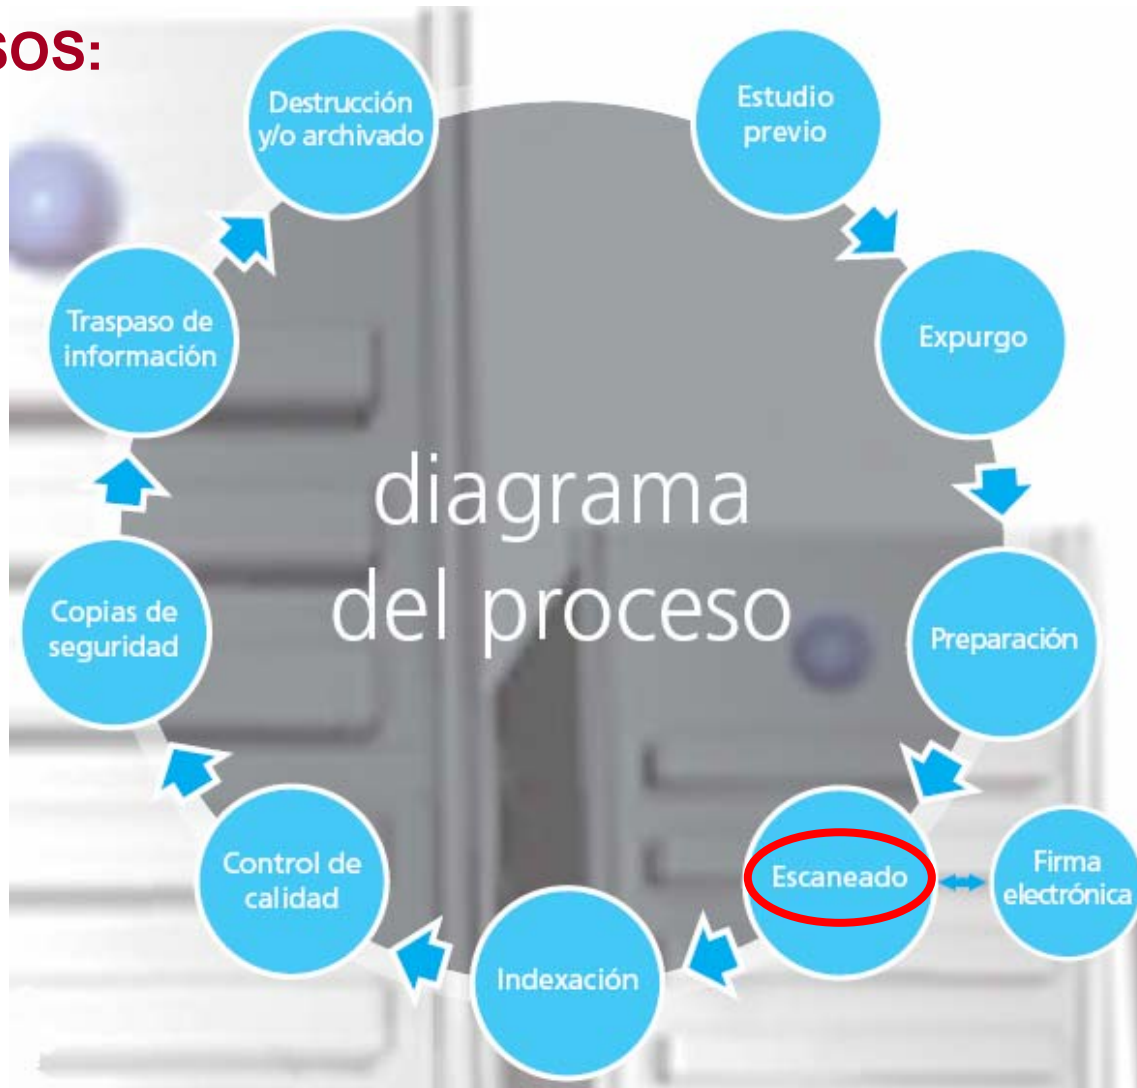 SOS:
Estudio
previo
Expurgo
Preparación
Escaneado
Firma
electrónica
Indexación
Control de
calidad
Copias de
seguridad
Traspaso de
información
Destrucción
y/o archivado
diagrama
del proceso